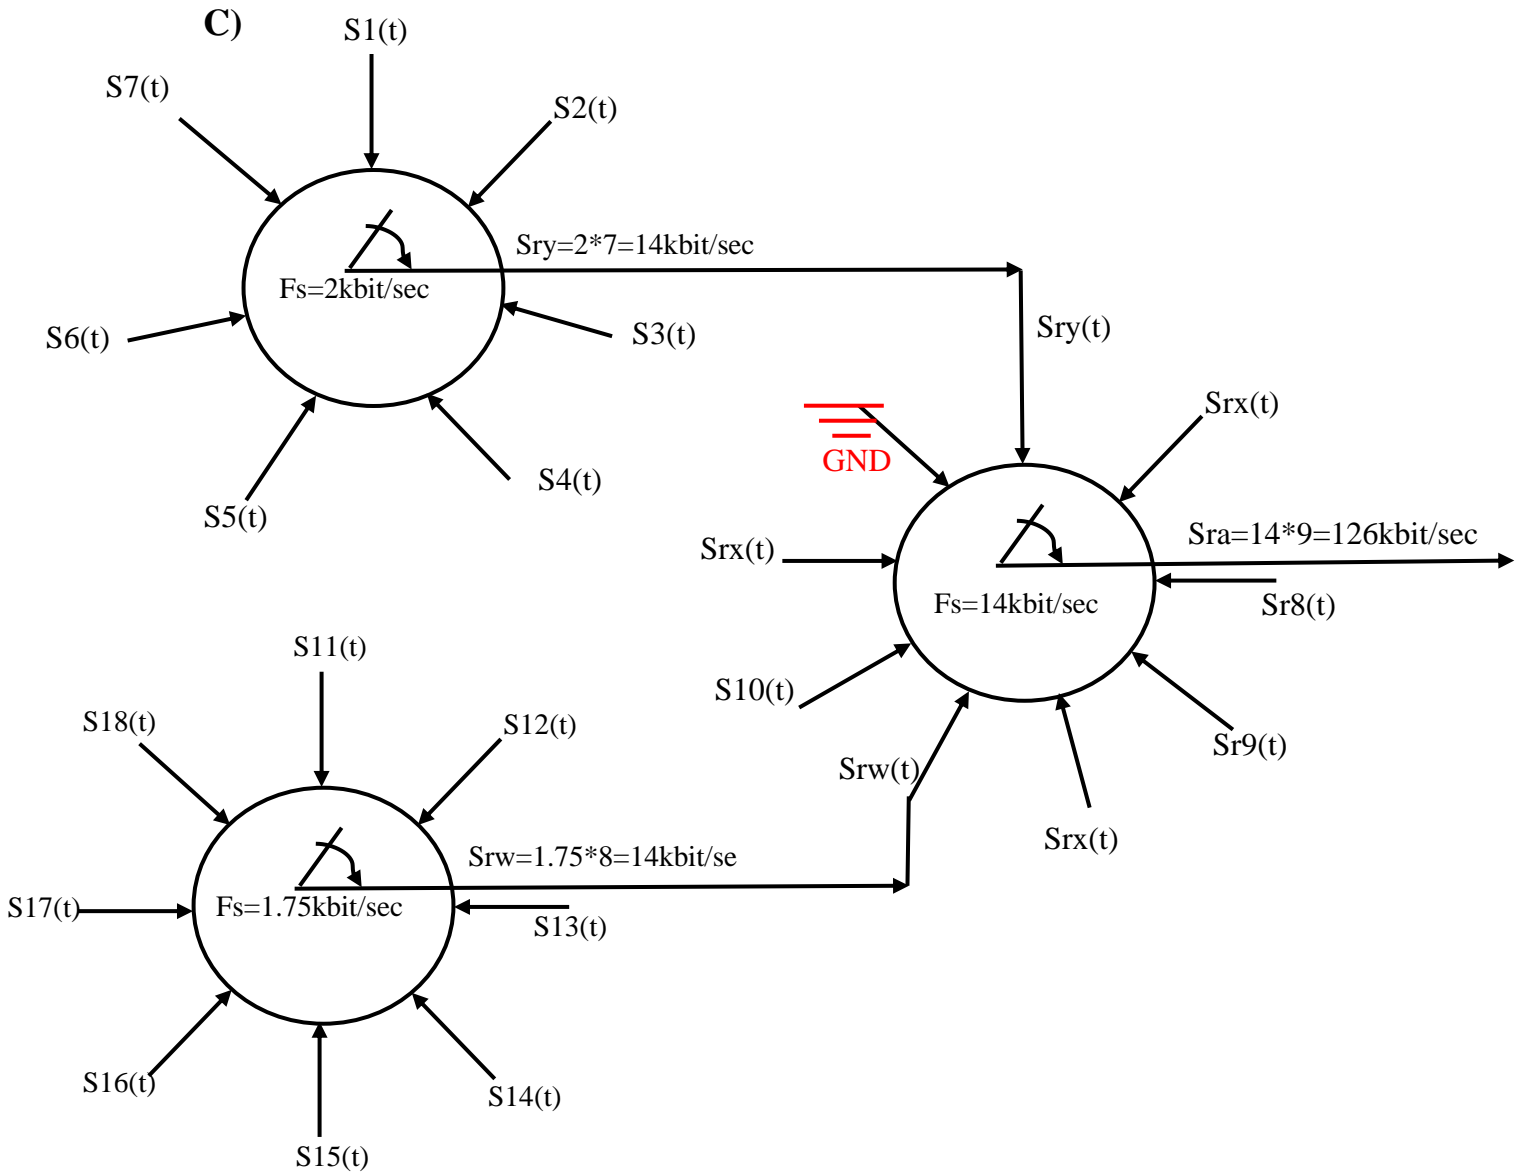 C)
S1(t)
S7(t)
S2(t)
Sry=2*7=14kbit/sec
Fs=2kbit/sec
S6(t)
S3(t)
Sry(t)
S5(t)
S4(t)
GND
Srx(t)
Srx(t)
Sra=14*9=126kbit/sec
Fs=14kbit/sec
Sr8(t)
S10(t)
Sr9(t)
Srw(t)
Srx(t)
S11(t)
S18(t)
S12(t)
Srw=1.75*8=14kbit/se
Fs=1.75kbit/sec
S17(t)
S13(t)
S16(t)
S14(t)
S15(t)